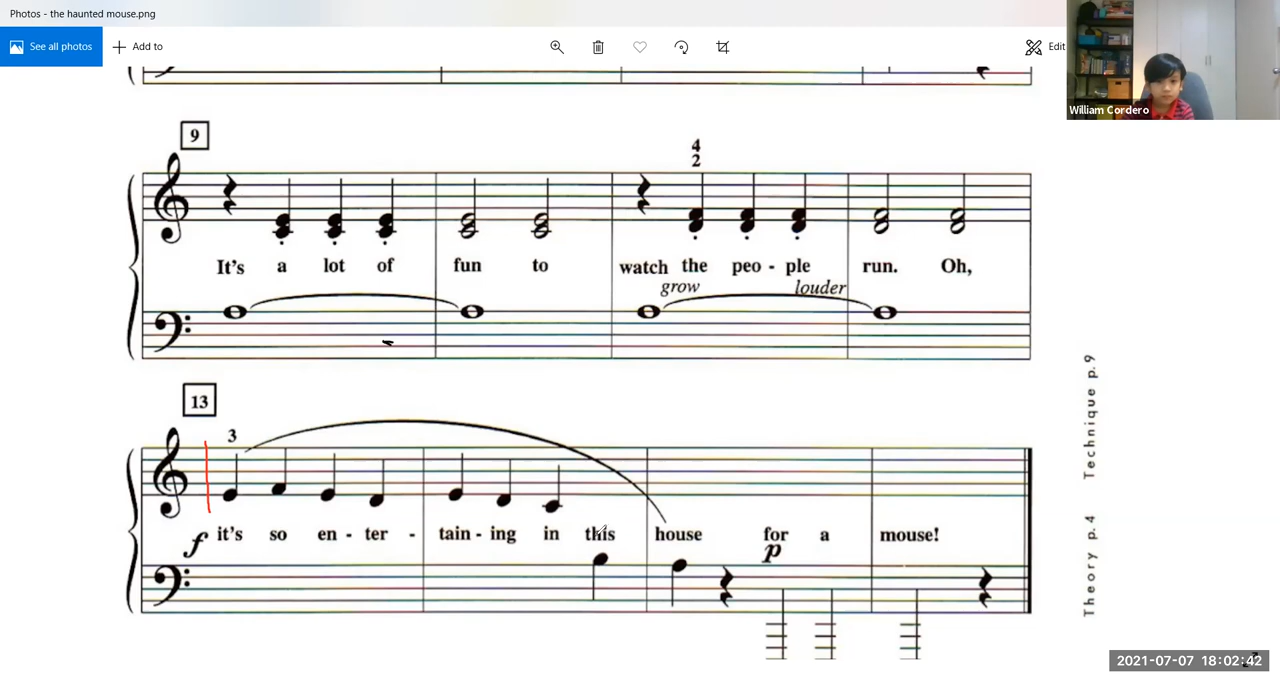 Photos - the haunted mouse.png
See all photos
Add to
Edit
William Cordero
9
4
2
It's a lot of fun to watch the peo - ple run. Oh,
grow louder
13
3
f it's so en - ter - tain - ing in this house for a mouse!
p
Technique p.9
Theory p.4
2021-07-07 18:02:42